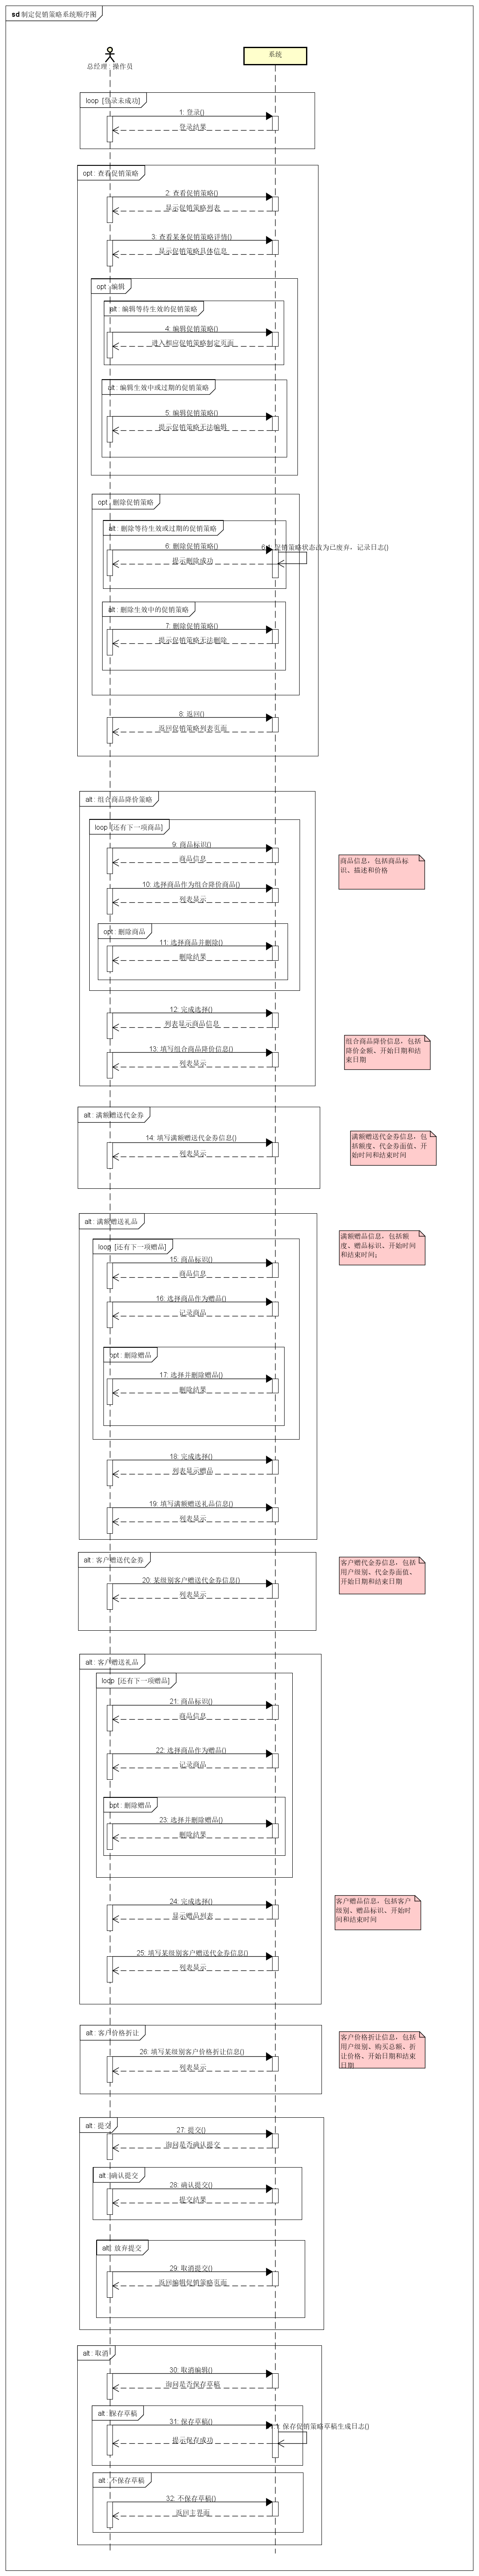 sd 制定促销策略系统顺序图
总经理 : 操作员
系统
loop [登录未成功]
1: 登录()
登录结果
opt : 查看促销策略
2: 查看促销策略()
显示促销策略列表
3: 查看某条促销策略详情()
显示促销策略具体信息
opt : 编辑
alt : 编辑等待生效的促销策略
4: 编辑促销策略()
进入相应促销策略制定页面
alt : 编辑生效中或过期的促销策略
5: 编辑促销策略()
提示促销策略无法编辑
opt : 删除促销策略
alt : 删除等待生效或过期的促销策略
6: 删除促销策略()
促销策略状态改为已废弃，记录日志()
提示删除成功
alt : 删除生效中的促销策略
7: 删除促销策略()
提示促销策略无法删除
8: 返回()
返回促销策略列表页面
alt : 组合商品降价策略
loop [还有下一项商品]
9: 商品标识()
商品信息
商品信息，包括商品标
识、描述和价格
10: 选择商品作为组合降价商品()
列表显示
opt : 删除商品
11: 选择商品并删除()
删除结果
12: 完成选择()
列表显示商品信息
13: 填写组合商品降价信息()
列表显示
组合商品降价信息，包括
降价金额、开始日期和结
束日期
alt : 满额赠送代金券
14: 填写满额赠送代金券信息()
列表显示
满额赠送代金券信息，包
括额度、代金券面值、开
始时间和结束时间
alt : 满额赠送礼品
loop [还有下一项赠品]
15: 商品标识()
商品信息
满额赠品信息，包括额
度、赠品标识、开始时间
和结束时间；
16: 选择商品作为赠品()
记录商品
opt : 删除赠品
17: 选择并删除赠品()
删除结果
18: 完成选择()
列表显示赠品
19: 填写满额赠送礼品信息()
列表显示
alt : 客户赠送代金券
20: 某级别客户赠送代金券信息()
列表显示
客户赠代金券信息，包括
用户级别、代金券面值、
开始日期和结束日期
alt : 客户赠送礼品
loop [还有下一项赠品]
21: 商品标识()
商品信息
22: 选择商品作为赠品()
记录商品
opt : 删除赠品
23: 选择并删除赠品()
删除结果
24: 完成选择()
显示赠品列表
客户赠品信息，包括客户
级别、赠品标识、开始时
间和结束时间
25: 填写某级别客户赠送代金券信息()
列表显示
alt : 客户价格折让
26: 填写某级别客户价格折让信息()
列表显示
客户价格折让信息，包括
用户级别、购买总额、折
让价格、开始日期和结束
日期
alt : 提交
27: 提交()
询问是否确认提交
alt : 确认提交
28: 确认提交()
提交结果
alt : 放弃提交
29: 取消提交()
返回编辑促销策略页面
alt : 取消
30: 取消编辑()
询问是否保存草稿
alt : 保存草稿
31: 保存草稿()
保存促销策略草稿生成日志()
提示保存成功
alt : 不保存草稿
32: 不保存草稿()
返回主界面